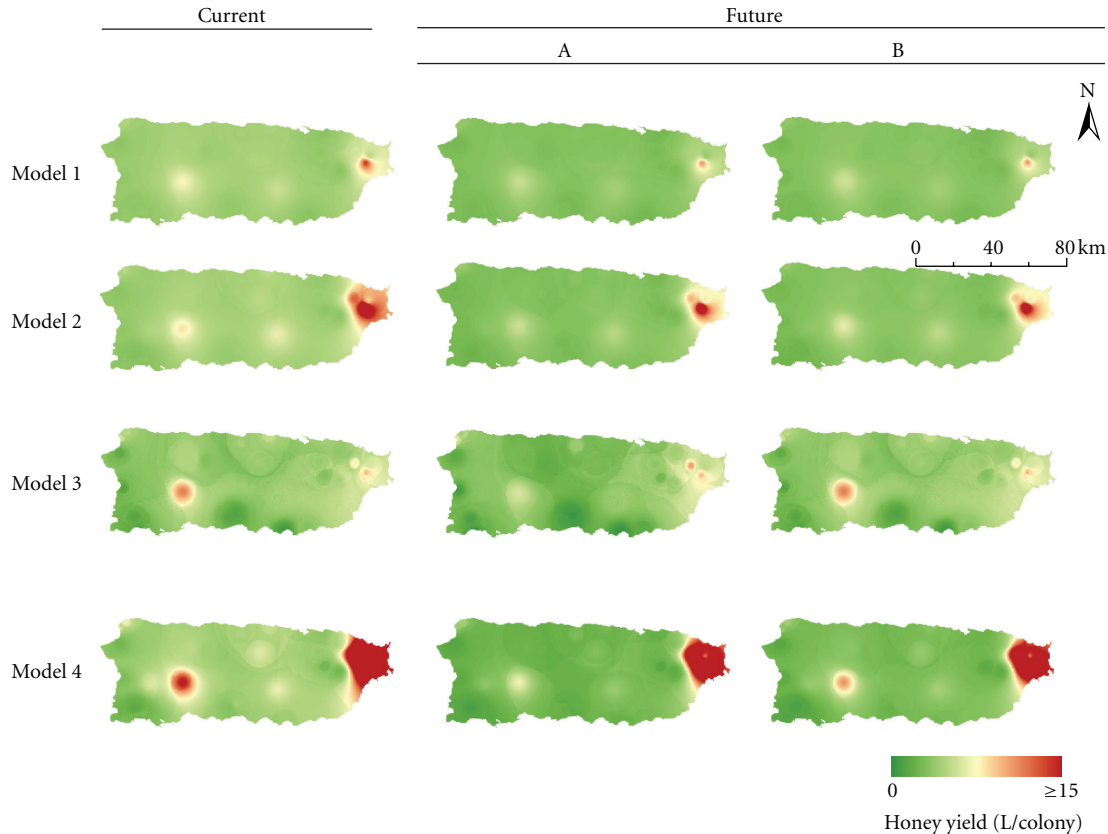 Current
Future
A
B
N
Model 1
0 40 80 km
Model 2
Model 3
Model 4
0 ≥15
Honey yield (L/colony)